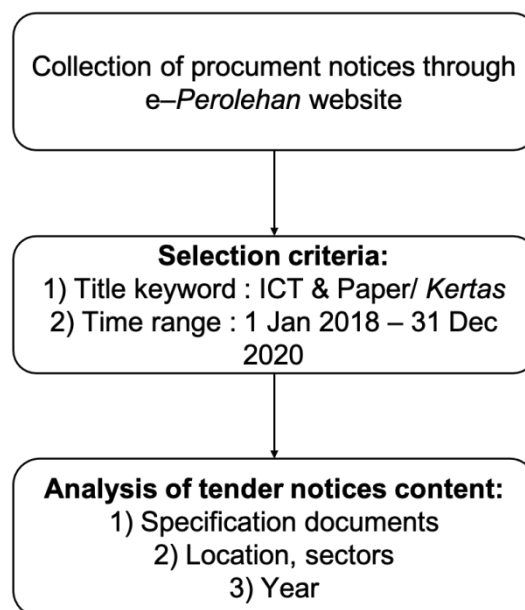 Collection of procument notices through
e–Perolehan website
Selection criteria:
1) Title keyword : ICT & Paper/ Kertas
2) Time range : 1 Jan 2018 – 31 Dec
2020
Analysis of tender notices content:
1) Specification documents
2) Location, sectors
3) Year